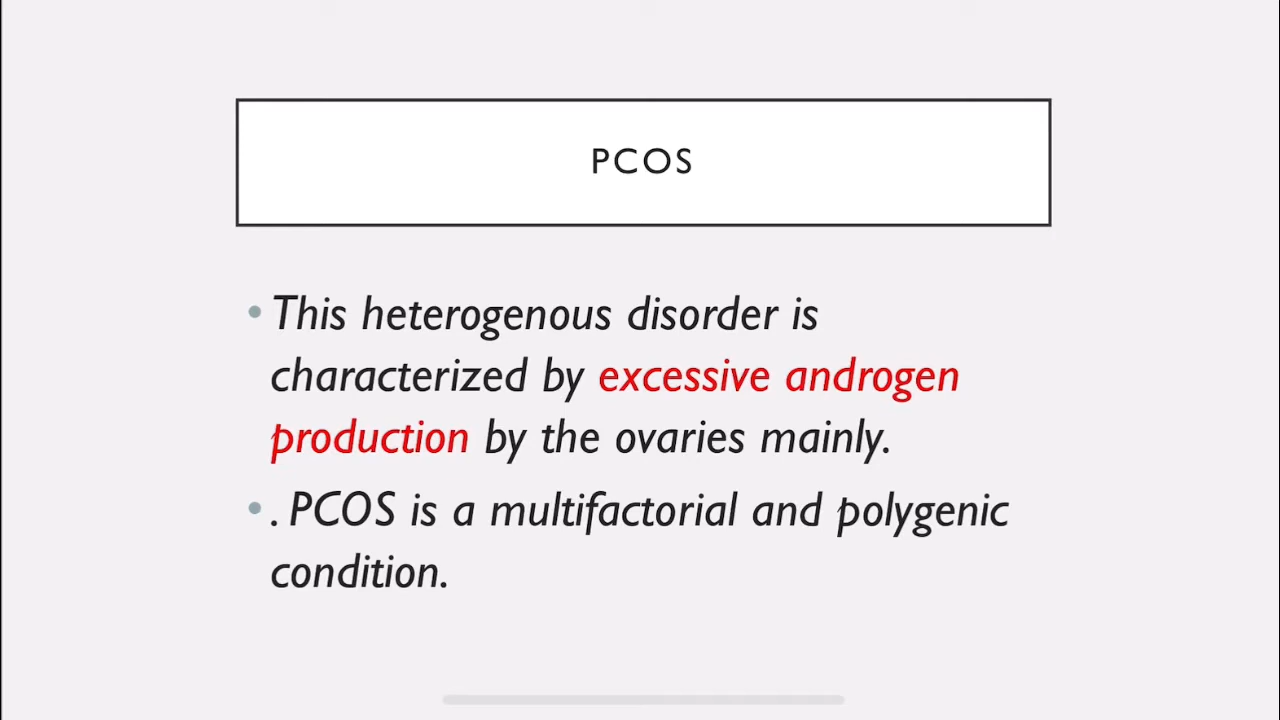 PCOS
• This heterogenous disorder is
characterized by excessive androgen
production by the ovaries mainly.
• . PCOS is a multifactorial and polygenic
condition.